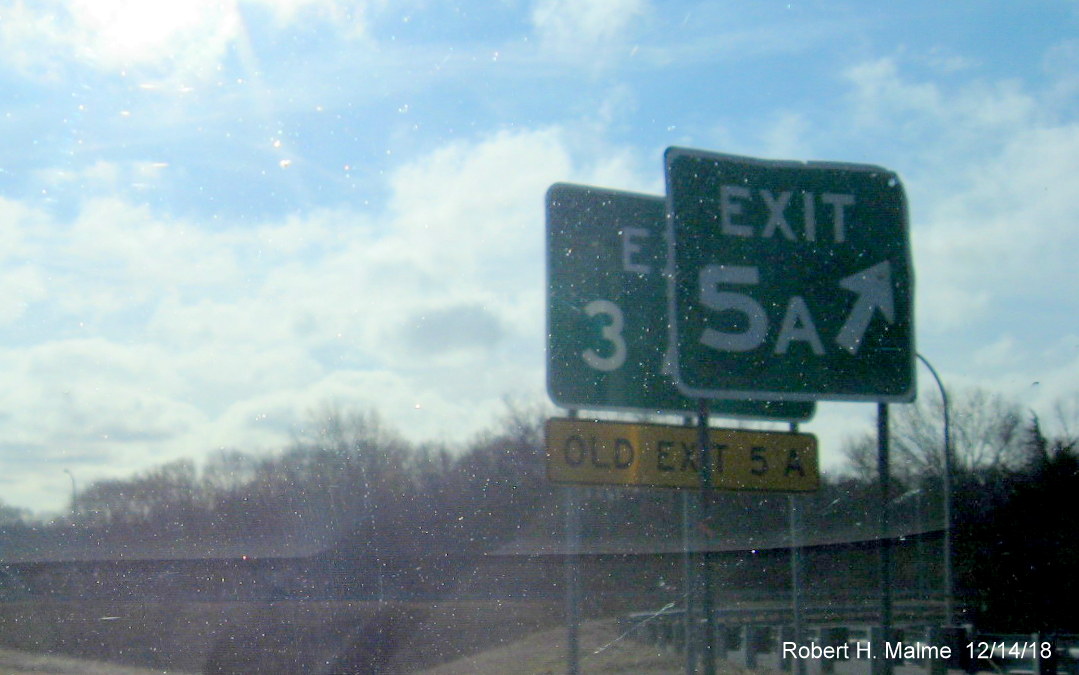 EXIT
5A
E
3
OLD EXIT 5 A
Robert H. Malme 12/14/18